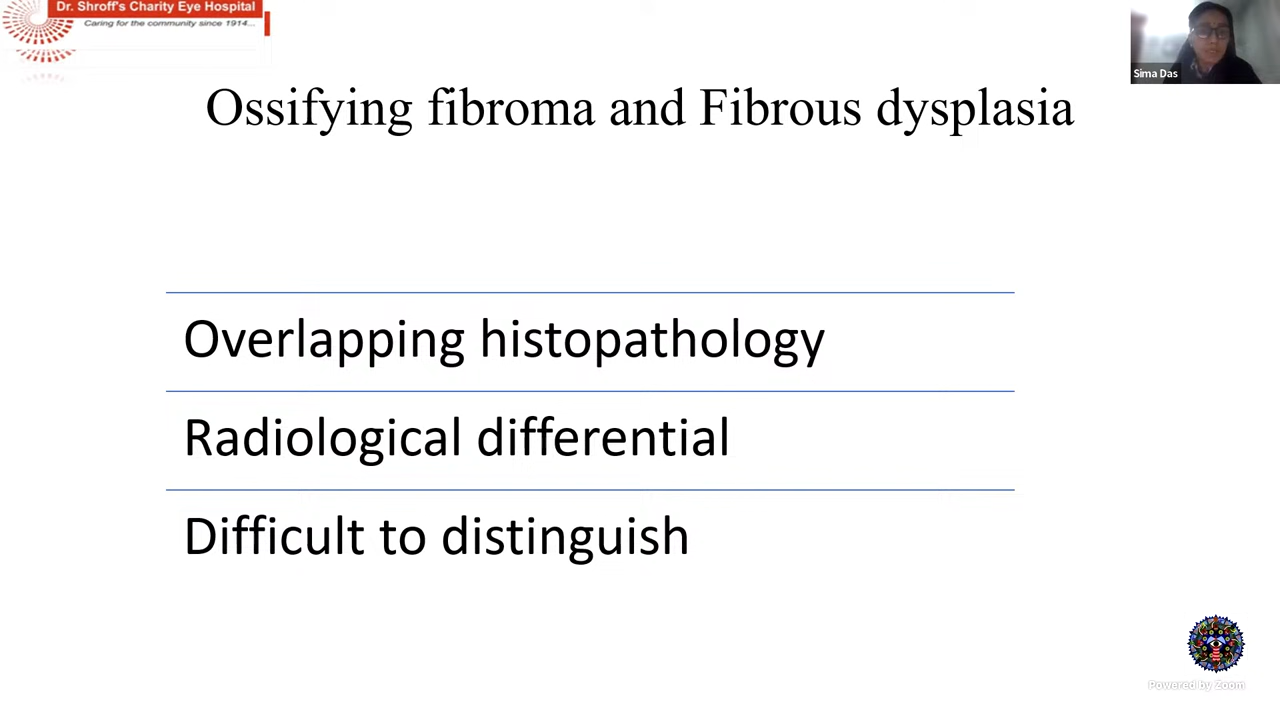 Dr. Shroff's Charity Eye Hospital
Caring for the community since 1914...
Sima Das
Ossifying fibroma and Fibrous dysplasia
Overlapping histopathology
Radiological differential
Difficult to distinguish
Powered by Zoom